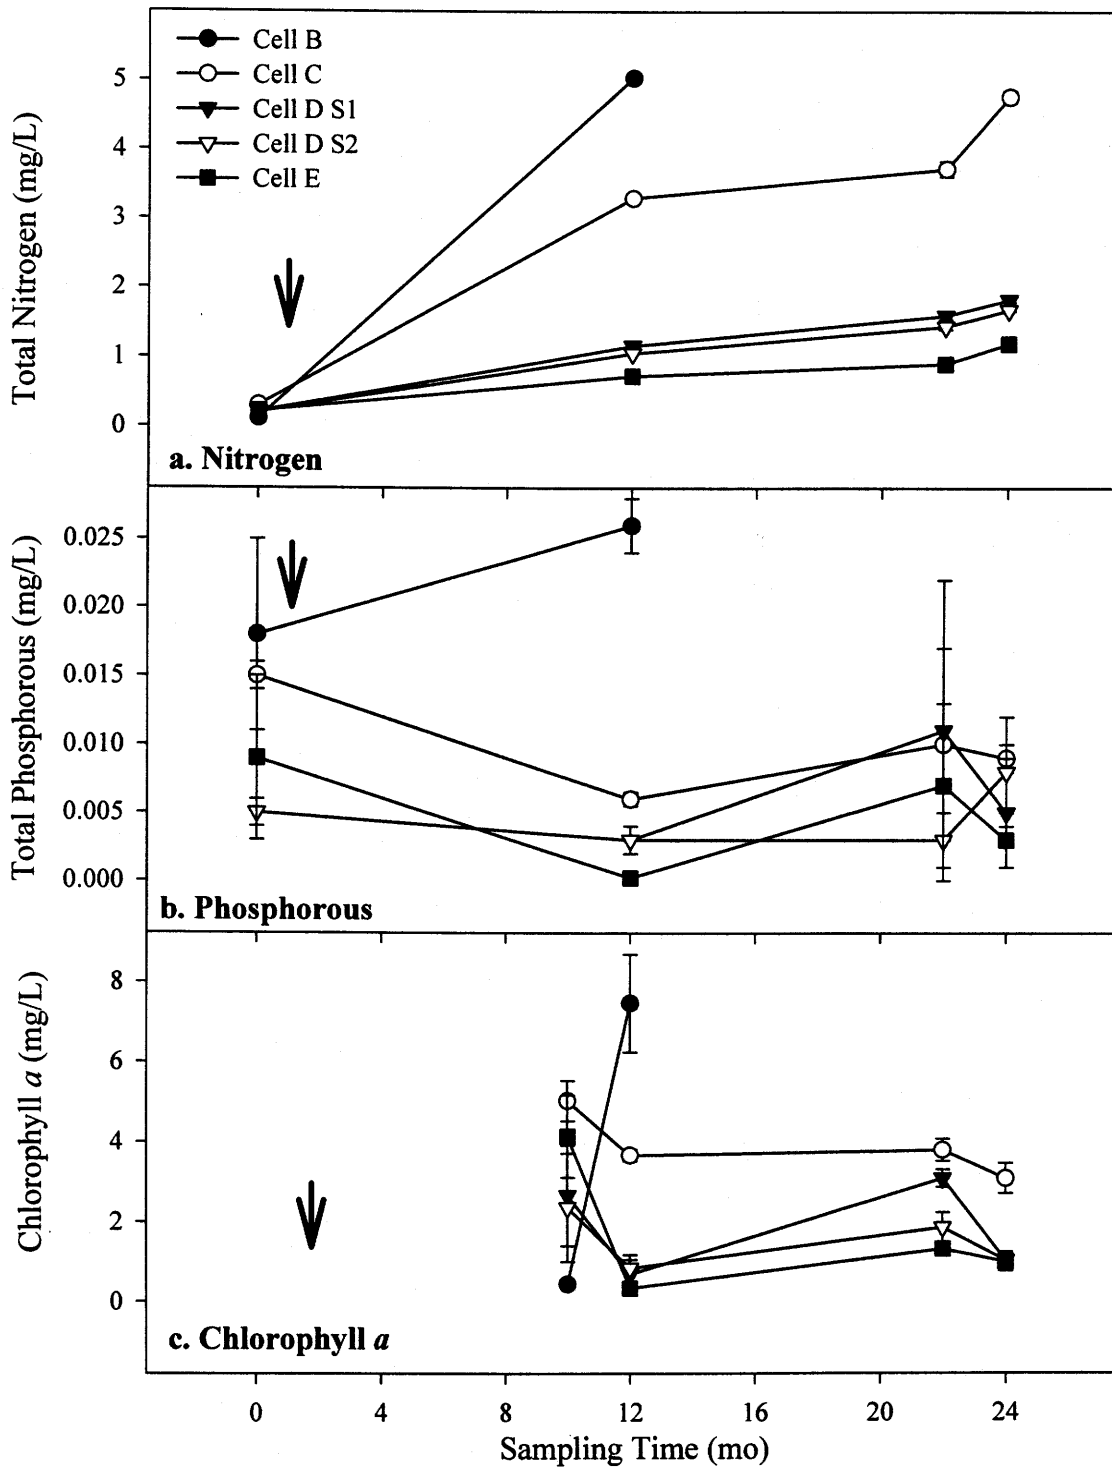 Cell B
Cell C
Cell D S1
Cell D S2
Cell E
Total Nitrogen (mg/L)
5
4
3
2
1
0
a. Nitrogen
Total Phosphorous (mg/L)
0.025
0.020
0.015
0.010
0.005
0.000
b. Phosphorous
Chlorophyll a (mg/L)
8
6
4
2
0
c. Chlorophyll a
0 4 8 12 16 20 24
Sampling Time (mo)